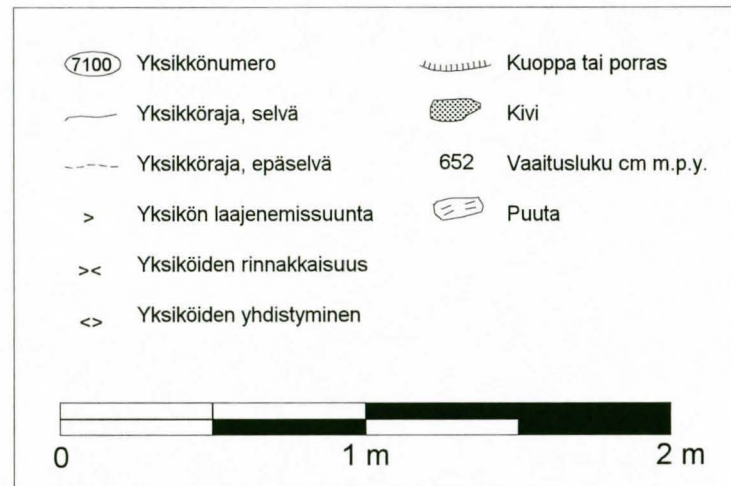 7100 Yksikkönumero
Yksikköraja, selvä
Yksikköraja, epäselvä
> Yksikön laajenemissuunta
>< Yksiköiden rinnakkaisuus
<> Yksiköiden yhdistyminen
Kuoppa tai porras
Kivi
652 Vaaitusluku cm m.p.y.
Puuta
0 1 m 2 m